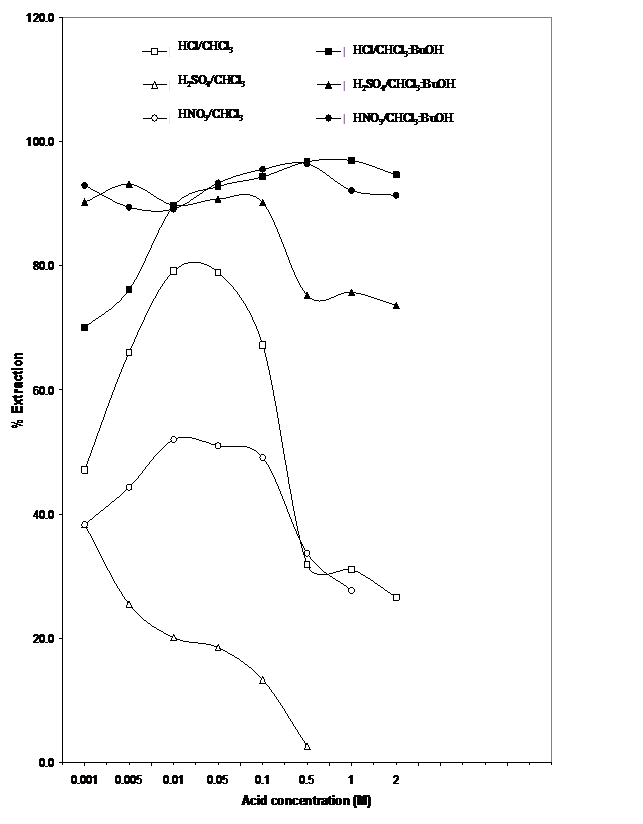 120.0
HCl/CHCl3 HCl/CHCl3:BuOH
H2SO4/CHCl3 H2SO4/CHCl3:BuOH
HNO3/CHCl3 HNO3/CHCl3:BuOH
100.0
80.0
60.0
% Extraction
40.0
20.0
0.0
0.001 0.005 0.01 0.05 0.1 0.5 1 2
Acid concentration (M)